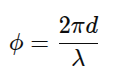 ϕ = 2πd / λ